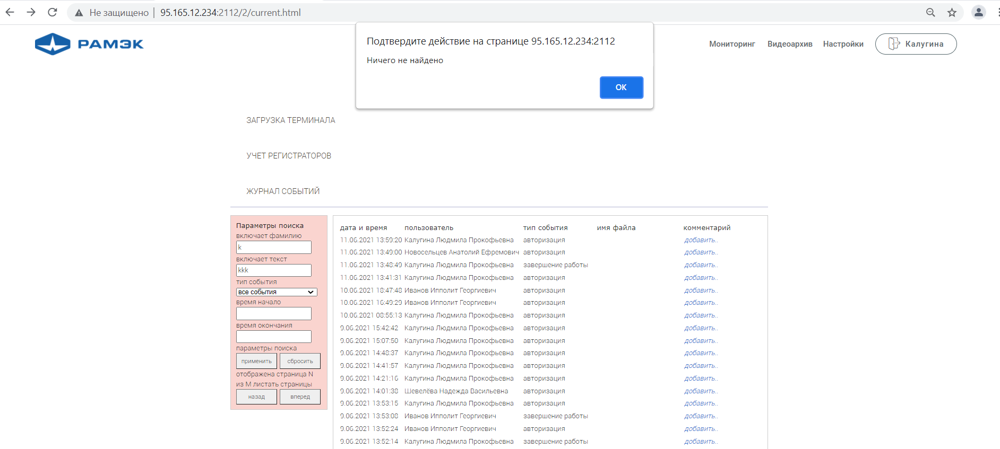 Не защищено | 95.165.12.234:2112/2/current.html
Подтвердите действие на странице 95.165.12.234:2112
Ничего не найдено
ОК
РАМЭК
Мониторинг Видеоархив Настройки Калугина
ЗАГРУЗКА ТЕРМИНАЛА
УЧЕТ РЕГИСТРАТОРОВ
ЖУРНАЛ СОБЫТИЙ
Параметры поиска
включает фамилию
k
включает текст
kkk
тип события
все события
время начало
время окончания
параметры поиска
применить сбросить
отображена страница N
из M листать страницы
назад вперед
дата и время пользователь тип события имя файла комментарий
11.06.2021 13:59:20 Калугина Людмила Прокофьевна авторизация добавить..
11.06.2021 13:49:00 Новосельцев Анатолий Ефремович авторизация добавить..
11.06.2021 13:48:49 Калугина Людмила Прокофьевна завершение работы добавить..
11.06.2021 13:41:31 Калугина Людмила Прокофьевна авторизация добавить..
10.06.2021 18:47:48 Иванов Ипполит Георгиевич авторизация добавить..
10.06.2021 16:49:29 Иванов Ипполит Георгиевич авторизация добавить..
10.06.2021 08:55:13 Калугина Людмила Прокофьевна авторизация добавить..
9.06.2021 15:42:42 Калугина Людмила Прокофьевна авторизация добавить..
9.06.2021 15:07:50 Калугина Людмила Прокофьевна авторизация добавить..
9.06.2021 14:48:37 Калугина Людмила Прокофьевна авторизация добавить..
9.06.2021 14:41:57 Калугина Людмила Прокофьевна авторизация добавить..
9.06.2021 14:21:16 Калугина Людмила Прокофьевна авторизация добавить..
9.06.2021 14:01:38 Шевелёва Надежда Васильевна авторизация добавить..
9.06.2021 13:53:15 Калугина Людмила Прокофьевна авторизация добавить..
9.06.2021 13:53:08 Иванов Ипполит Георгиевич завершение работы добавить..
9.06.2021 13:52:24 Иванов Ипполит Георгиевич авторизация добавить..
9.06.2021 13:52:14 Калугина Людмила Прокофьевна завершение работы добавить..